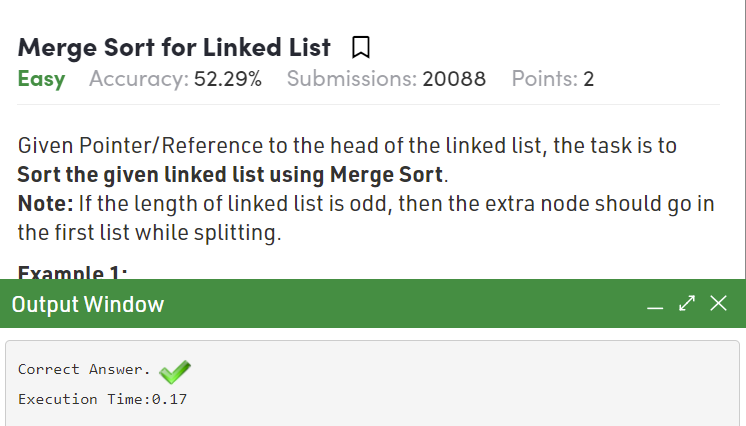 Merge Sort for Linked List
Easy Accuracy: 52.29% Submissions: 20088 Points: 2
Given Pointer/Reference to the head of the linked list, the task is to
Sort the given linked list using Merge Sort.
Note: If the length of linked list is odd, then the extra node should go in
the first list while splitting.
Example 1:
Output Window
Correct Answer.
Execution Time:0.17